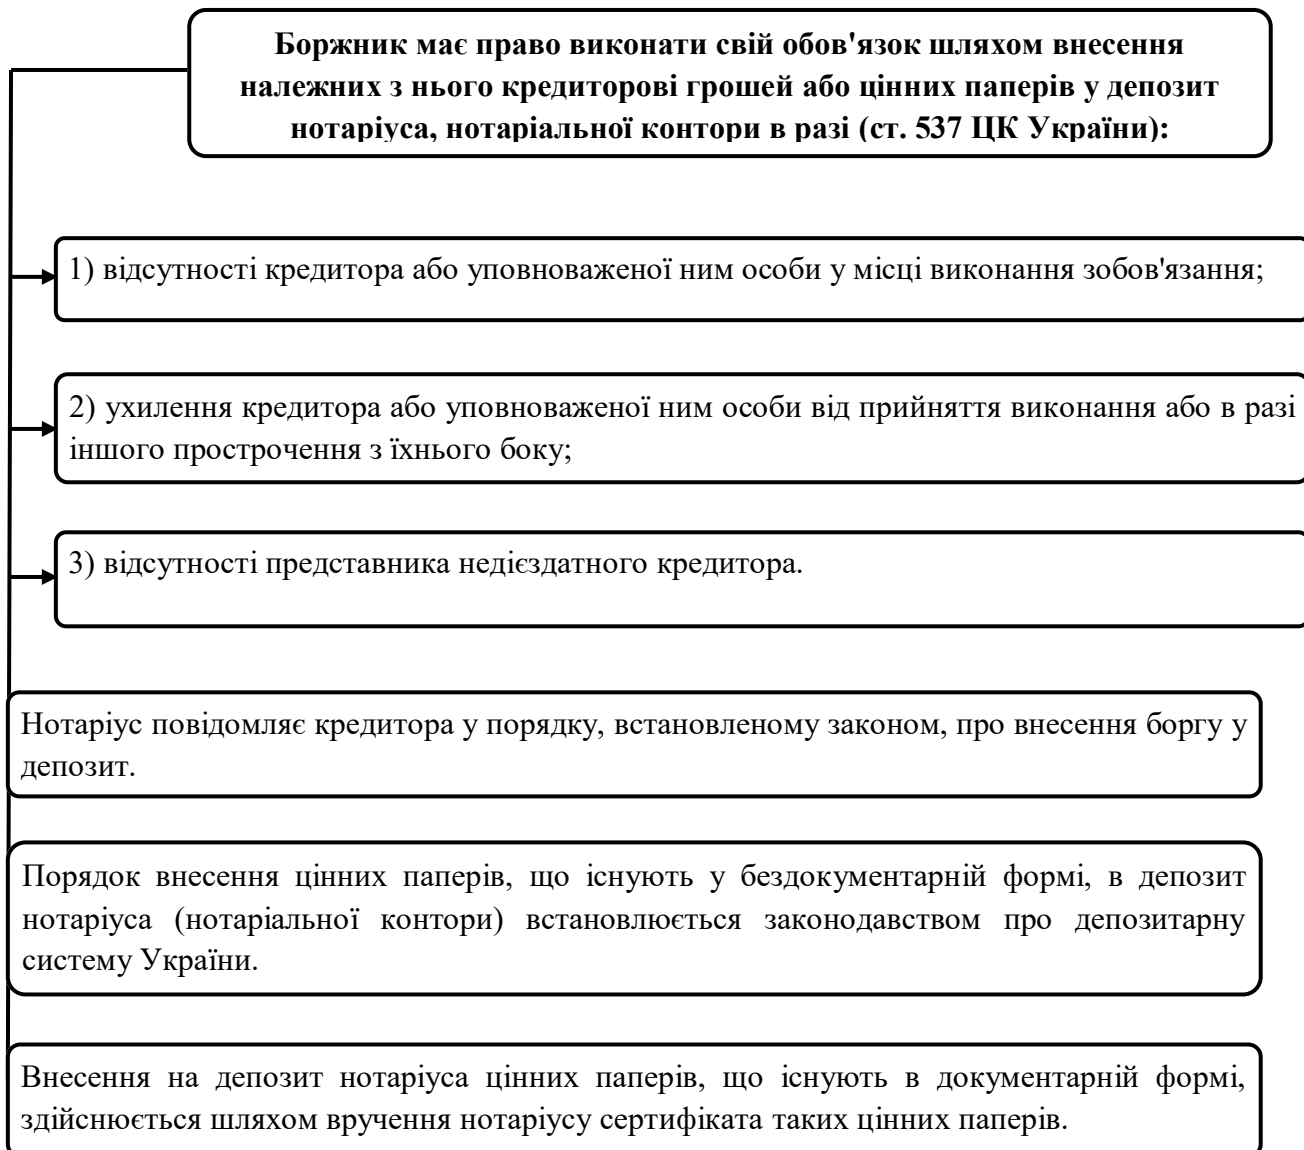 Боржник має право виконати свій обов'язок шляхом внесення
належних з нього кредиторові грошей або цінних паперів у депозит
нотаріуса, нотаріальної контори в разі (ст. 537 ЦК України):
1) відсутності кредитора або уповноваженої ним особи у місці виконання зобов'язання;
2) ухилення кредитора або уповноваженої ним особи від прийняття виконання або в разі
іншого прострочення з їхнього боку;
3) відсутності представника недієздатного кредитора.
Нотаріус повідомляє кредитора у порядку, встановленому законом, про внесення боргу у
депозит.
Порядок внесення цінних паперів, що існують у бездокументарній формі, в депозит
нотаріуса (нотаріальної контори) встановлюється законодавством про депозитарну
систему України.
Внесення на депозит нотаріуса цінних паперів, що існують в документарній формі,
здійснюється шляхом вручення нотаріусу сертифіката таких цінних паперів.